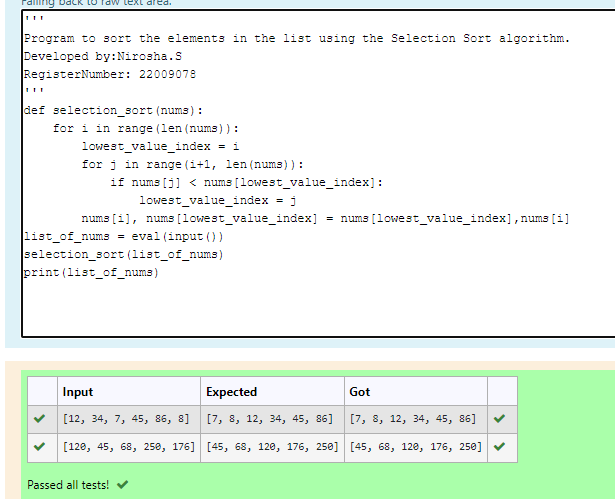 Falling back to raw text area.
'''
Program to sort the elements in the list using the Selection Sort algorithm.
Developed by:Nirosha.S
RegisterNumber: 22009078
'''
def selection_sort(nums):
    for i in range(len(nums)):
        lowest_value_index = i
        for j in range(i+1, len(nums)):
            if nums[j] < nums[lowest_value_index]:
                lowest_value_index = j
        nums[i], nums[lowest_value_index] = nums[lowest_value_index],nums[i]
list_of_nums = eval(input())
selection_sort(list_of_nums)
print(list_of_nums)
Input Expected Got
[12, 34, 7, 45, 86, 8] [7, 8, 12, 34, 45, 86] [7, 8, 12, 34, 45, 86]
[120, 45, 68, 250, 176] [45, 68, 120, 176, 250] [45, 68, 120, 176, 250]
Passed all tests!